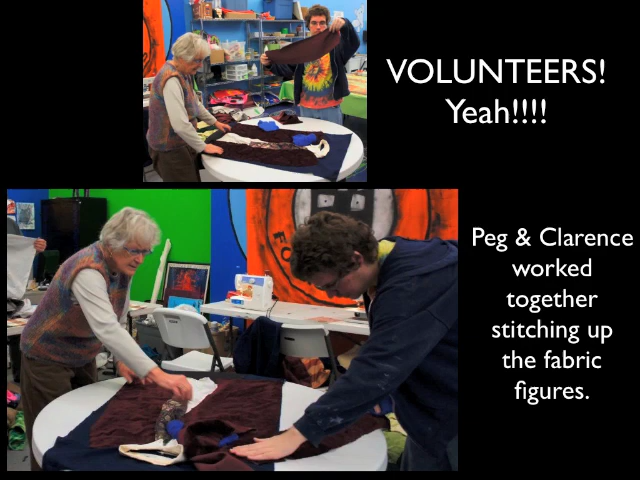 VOLUNTEERS!
Yeah!!!!
Peg & Clarence
worked
together
stitching up
the fabric
figures.